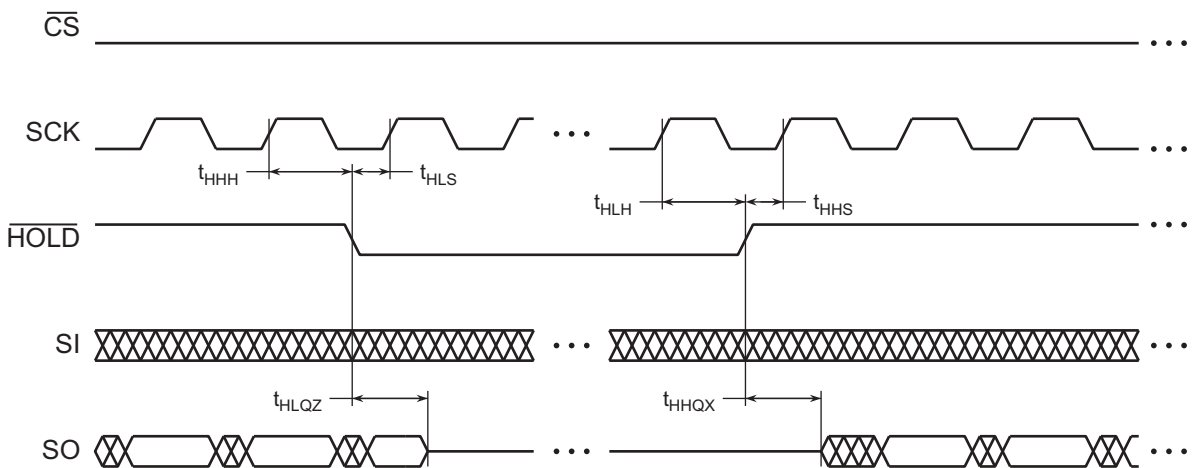 CS
SCK
tHHH
tHLS
tHLH
tHHS
HOLD
SI
tHLQZ
tHHQX
SO